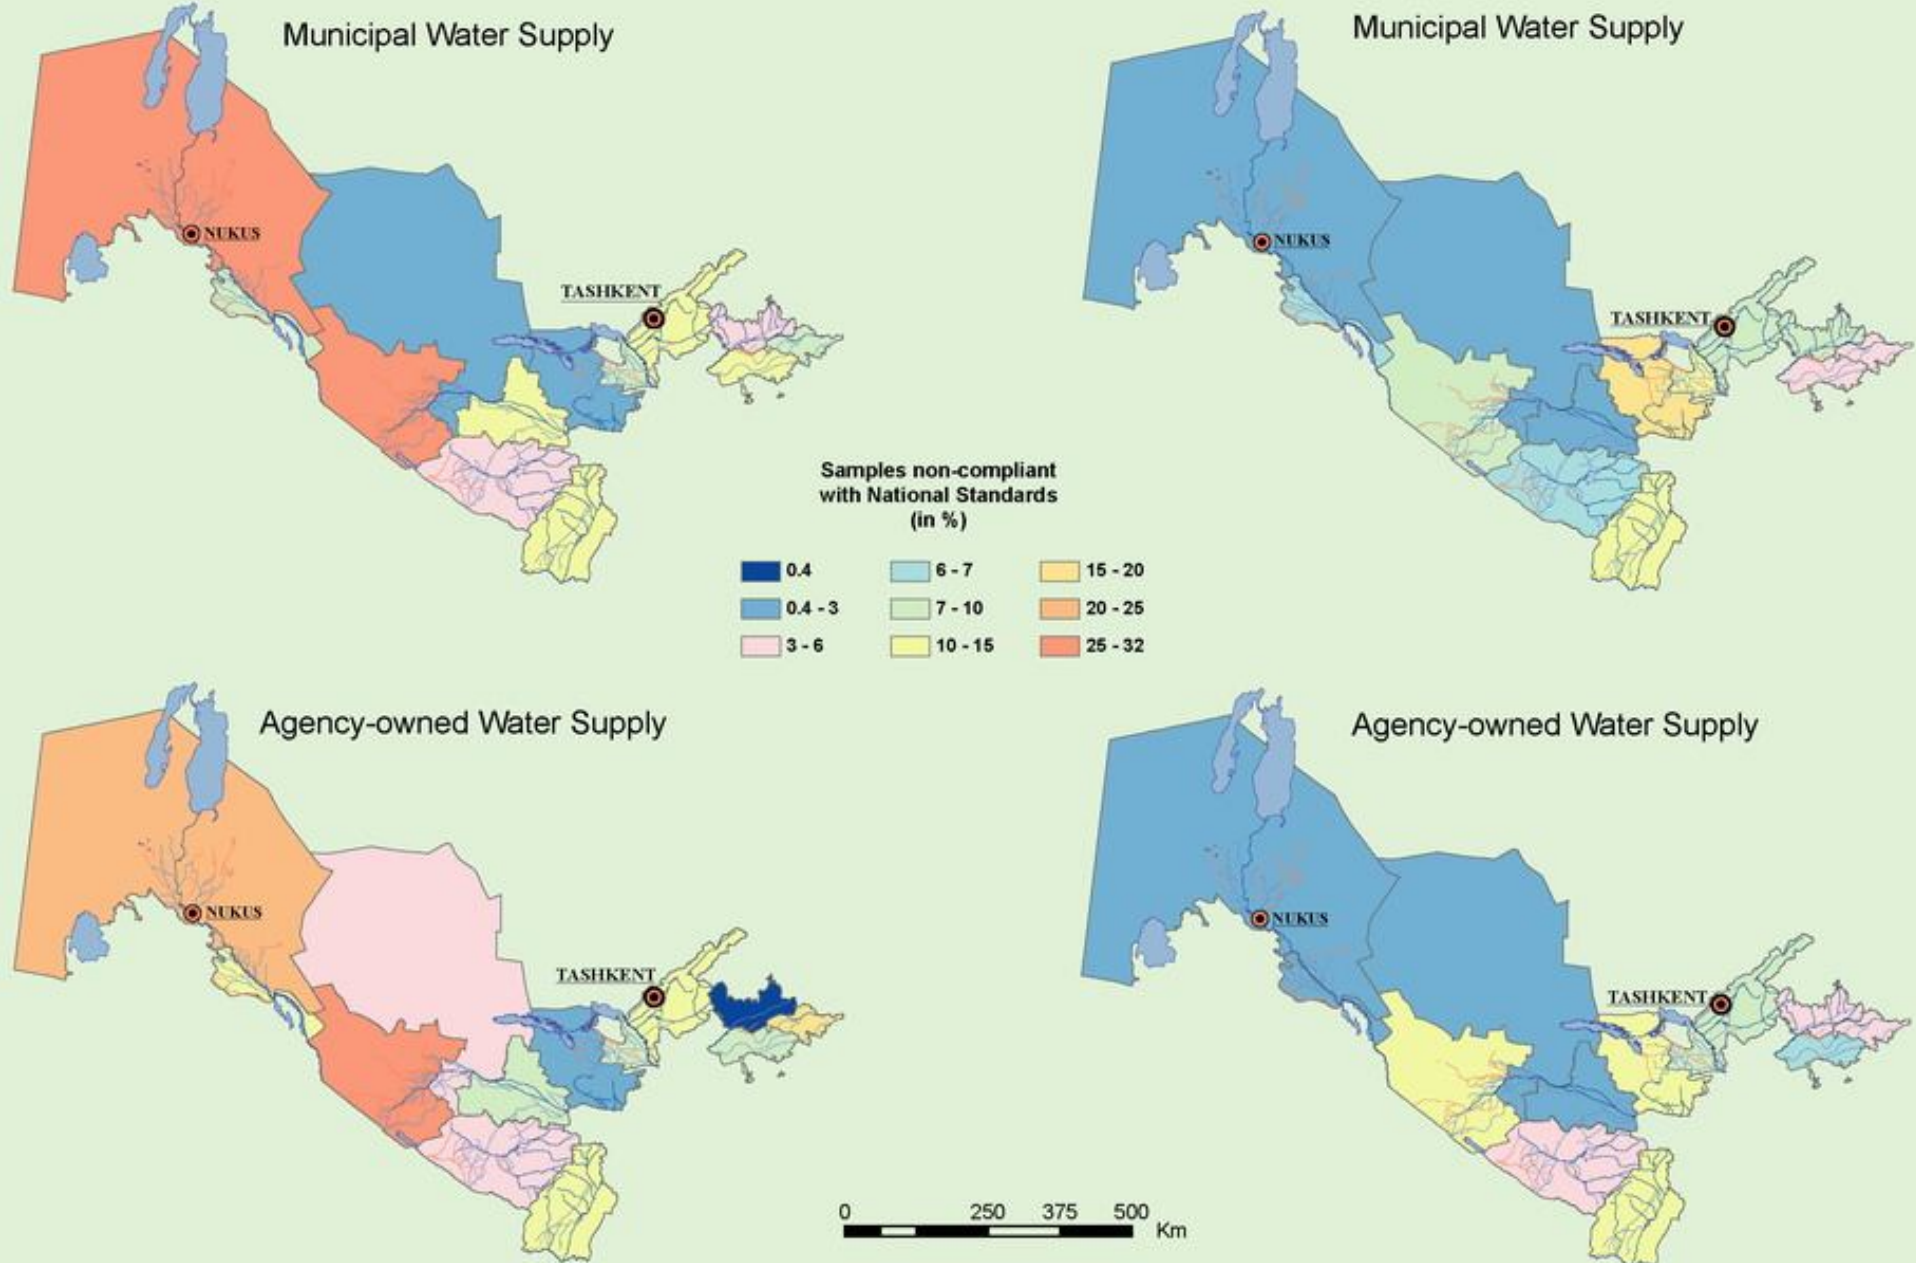 Municipal Water Supply
Municipal Water Supply
NUKUS
NUKUS
TASHKENT
TASHKENT
Samples non-compliant
with National Standards
(in %)
0.4
6 - 7
15 - 20
0.4 - 3
7 - 10
20 - 25
3 - 6
10 - 15
25 - 32
Agency-owned Water Supply
Agency-owned Water Supply
NUKUS
NUKUS
TASHKENT
TASHKENT
0 250 375 500
Km